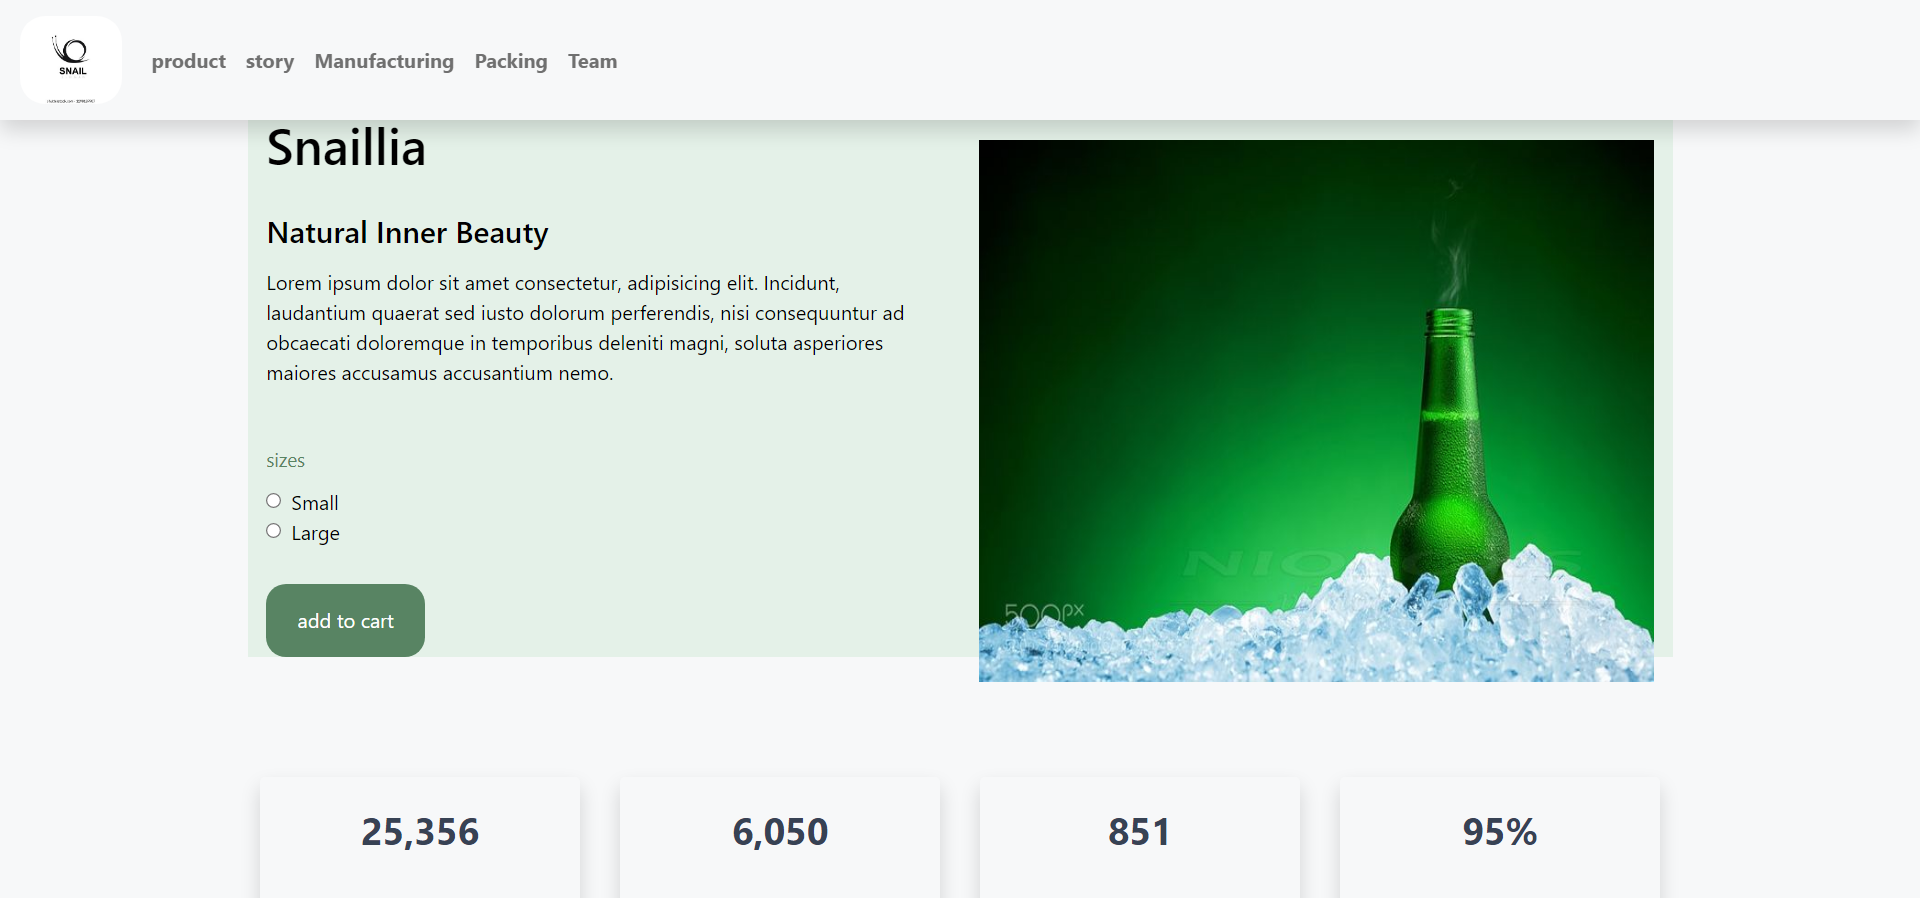 SNAIL
product story Manufacturing Packing Team
Snaillia
Natural Inner Beauty
Lorem ipsum dolor sit amet consectetur, adipisicing elit. Incidunt,
laudantium quaerat sed iusto dolorum perferendis, nisi consequuntur ad
obcaecati doloremque in temporibus deleniti magni, soluta asperiores
maiores accusamus accusantium nemo.
sizes
Small
Large
add to cart
500px
25,356
6,050
851
95%